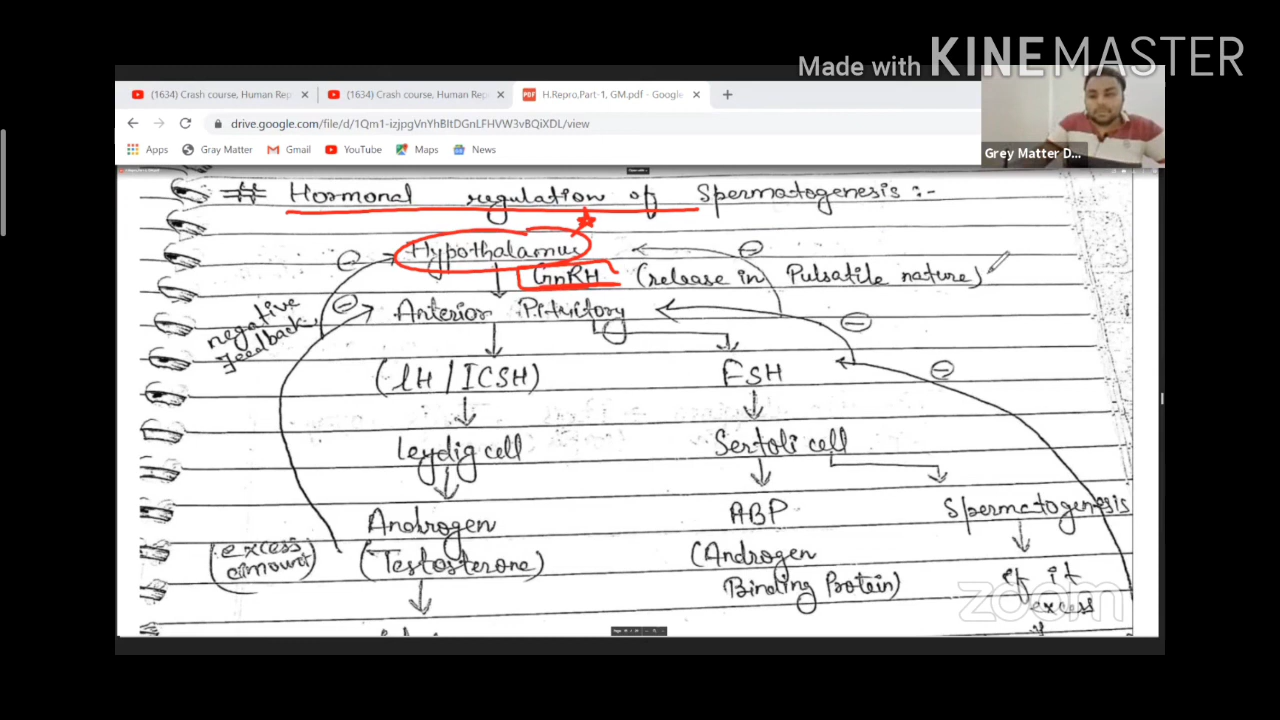 Made with KINEMASTER
(1634) Crash course, Human Rep
(1634) Crash course, Human Rep
H.Repro,Part-1, GM.pdf - Google
drive.google.com/file/d/1Qm1-izjpgVnYhBltDGnLFHVW3vBQiXDL/view
Apps Gray Matter Gmail YouTube Maps News
Grey Matter D...
# Hormonal regulation of Spermatogenesis :-
Hypothalamus
GnRH (release in Pulsatile nature)
negative feedback
Anterior Pituitory
(LH / ICSH) FSH
Leydig cell Sertoli cell
Androgen ABP Spermatogenesis
(excess amount) (Testosterone) (Androgen Binding Protein) if it excess
zoom